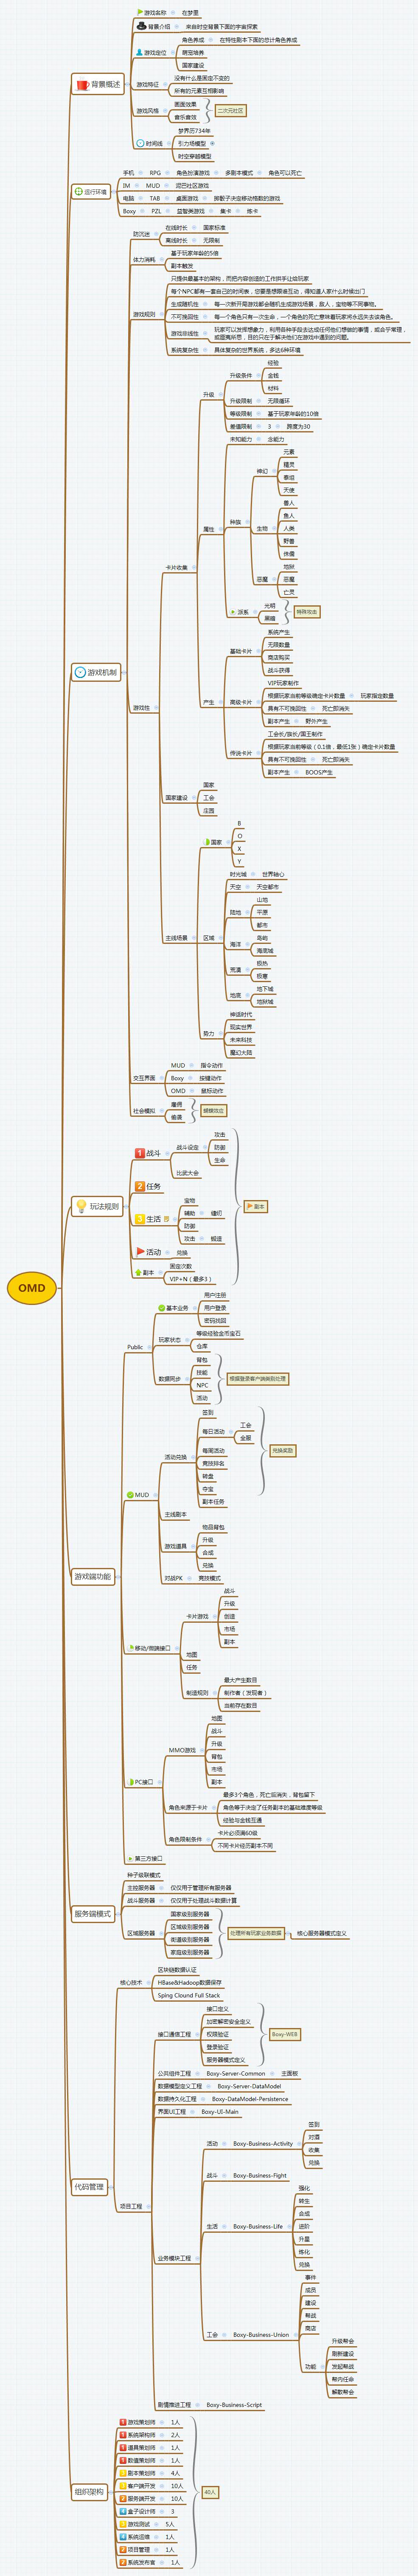 OMD
背景概述
游戏名称
在梦里
背景介绍
来自时空背景下面的宇宙探索
游戏定位
角色养成
在特性副本下面的总计角色养成
萌宠培养
国家建设
游戏特征
没有什么是固定不变的
所有的元素互相影响
游戏风格
画面效果
音乐音效
二次元社区
时间线
梦界历734年
引力场模型
时空穿越模型
运行环境
手机
RPG
角色扮演游戏
多副本模式
角色可以死亡
IM
MUD
泥巴社区游戏
电脑
TAB
桌面游戏
掷骰子决定移动格数的游戏
Boxy
PZL
益智类游戏
集卡
炼卡
游戏机制
防沉迷
在线时长
国家标准
离线时长
无限制
体力消耗
基于玩家年龄的5倍
副本触发
游戏规则
只提供最基本的架构，而把内容创造的工作拱手让给玩家
每个NPC都有一套自己的时间表，您要是想跟谁互动，得知道人家什么时候出门
生成随机性
每一次新开局游戏都会随机生成游戏场景，敌人，宝物等不同事物。
不可挽回性
每一个角色只有一次生命，一个角色的死亡意味着玩家将永远失去该角色。
游戏非线性
玩家可以发挥想象力，利用各种手段去达成任何他们想做的事情，或合乎常理，
或匪夷所思，目的只在于解决他们在游戏中遇到的问题。
系统复杂性
具体复杂的世界系统，多达6种环境
游戏性
卡片收集
升级
升级条件
经验
金钱
材料
升级限制
无限循环
等级限制
基于玩家年龄的10倍
差值限制
3
跨度为30
属性
未知能力
念能力
种族
神幻
元素
精灵
泰坦
天使
生物
兽人
鱼人
人类
野兽
侏儒
恶魔
地狱
恶魔
亡灵
派系
光明
黑暗
特殊攻击
产生
基础卡片
系统产生
无限数量
商店购买
战斗获得
高级卡片
VIP玩家制作
根据玩家当前等级确定卡片数量
玩家指定数量
具有不可挽回性
死亡即消失
副本产生
野外产生
传说卡片
工会长/族长/国王制作
根据玩家当前等级（0.1倍，最低1张）确定卡片数量
具有不可挽回性
死亡即消失
副本产生
BOOS产生
国家建设
国家
工会
庄园
主线场景
国家
B
O
X
Y
区域
时光城
世界轴心
天空
天空都市
陆地
山地
平原
都市
海洋
岛屿
海底城
荒漠
极热
极寒
地底
地下城
地狱城
势力
神话时代
现实世界
未来科技
魔幻大陆
交互界面
MUD
指令动作
Boxy
按键动作
OMD
鼠标动作
社会模拟
雇佣
偷袭
蝴蝶效应
玩法规则
战斗
战斗设定
攻击
防御
生命
比武大会
任务
生活
宝物
辅助
缝纫
防御
攻击
锻造
活动
兑换
副本
固定次数
VIP+N（最多3）
副本
游戏端功能
Public
基本业务
用户注册
用户登录
密码找回
玩家状态
等级经验金币宝石
仓库
数据同步
背包
技能
NPC
活动
根据登录客户端类别处理
MUD
活动兑换
签到
每日活动
工会
全服
每周活动
竞技排名
转盘
夺宝
副本任务
兑换奖励
主线副本
游戏道具
物品背包
升级
合成
兑换
对战PK
竞技模式
移动/微端接口
卡片游戏
战斗
升级
创造
市场
副本
地图
任务
制造规则
最大产生数目
制作者（发现者）
当前存在数目
PC接口
MMO游戏
地图
战斗
升级
背包
市场
副本
角色来源于卡片
最多3个角色，死亡则消失，背包留下
角色等于决定了任务副本的基础难度等级
经验与金钱互通
角色限制条件
卡片必须满60级
不同卡片经历副本不同
第三方接口
服务端模式
种子级联模式
主控服务器
仅仅用于管理所有服务器
战斗服务器
仅仅用于处理战斗数据计算
区域服务器
国家级别服务器
区域级别服务器
街道级别服务器
家庭级别服务器
处理所有玩家业务数据
核心服务器模式定义
代码管理
核心技术
区块链数据认证
HBase&Hadoop数据保存
Sping Clound Full Stack
项目工程
接口通信工程
接口定义
加密解密安全定义
权限验证
登录验证
服务器模式定义
Boxy-WEB
公共组件工程
Boxy-Server-Common
主面板
数据模型定义工程
Boxy-Server-DataModel
数据持久化工程
Boxy-DataModel-Persistence
界面UI工程
Boxy-UI-Main
业务模块工程
活动
Boxy-Business-Activity
签到
对酒
收集
兑换
战斗
Boxy-Business-Fight
生活
Boxy-Business-Life
强化
转生
合成
进阶
升星
炼化
兑换
工会
Boxy-Business-Union
事件
成员
建设
帮战
商店
功能
升级帮会
刷新建设
发起帮战
帮内任命
解散帮会
剧情推进工程
Boxy-Business-Script
组织架构
游戏策划师
1人
系统架构师
2人
道具策划师
1人
数值策划师
1人
副本策划师
4人
客户端开发
10人
服务端开发
10人
盒子设计师
3
游戏测试
5人
系统运维
1人
项目管理
1人
系统发布官
1人
40人